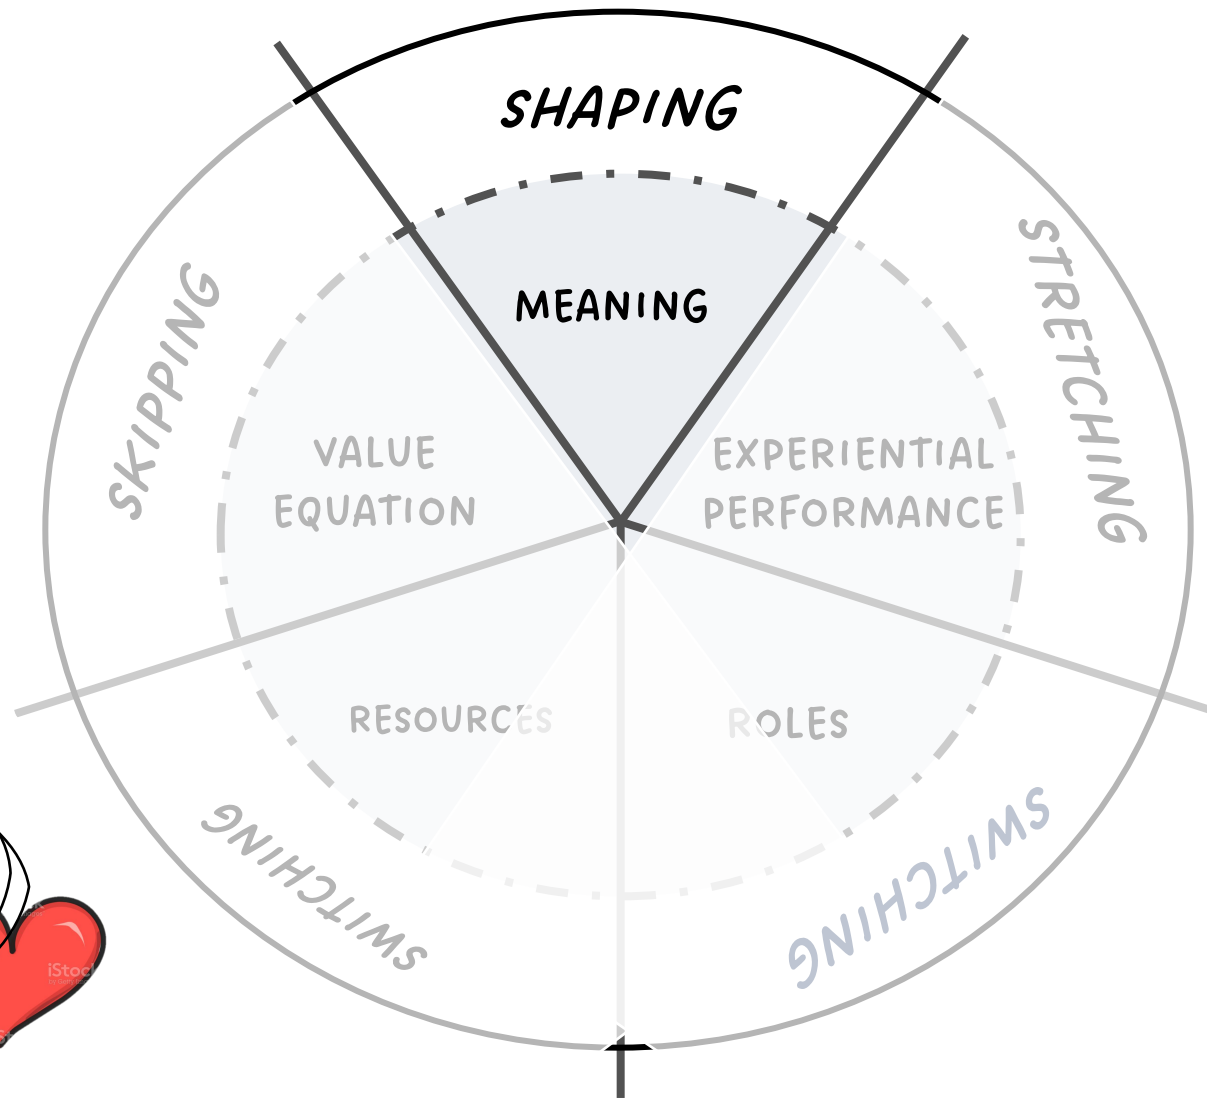 SHAPING
MEANING
SKIPPING
STRETCHING
VALUE
EQUATION
EXPERIENTIAL
PERFORMANCE
RESOURCES
ROLES
SWITCHING
SWITCHING
iStock